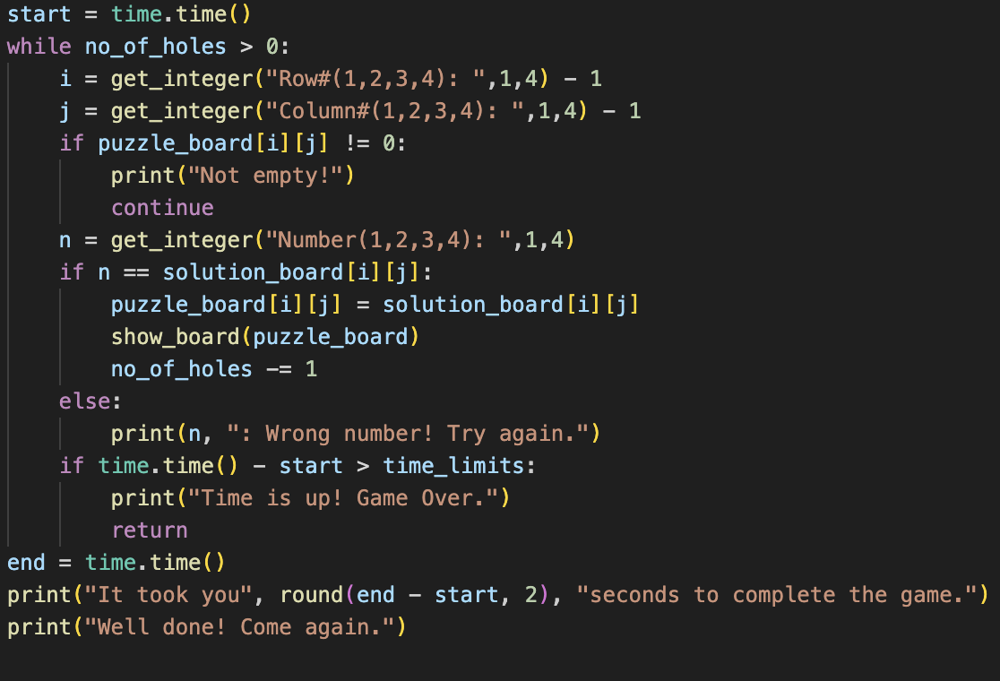 start = time.time()
while no_of_holes > 0:
    i = get_integer("Row#(1,2,3,4): ",1,4) - 1
    j = get_integer("Column#(1,2,3,4): ",1,4) - 1
    if puzzle_board[i][j] != 0:
        print("Not empty!")
        continue
    n = get_integer("Number(1,2,3,4): ",1,4)
    if n == solution_board[i][j]:
        puzzle_board[i][j] = solution_board[i][j]
        show_board(puzzle_board)
        no_of_holes -= 1
    else:
        print(n, ": Wrong number! Try again.")
    if time.time() - start > time_limits:
        print("Time is up! Game Over.")
        return
end = time.time()
print("It took you", round(end - start, 2), "seconds to complete the game.")
print("Well done! Come again.")